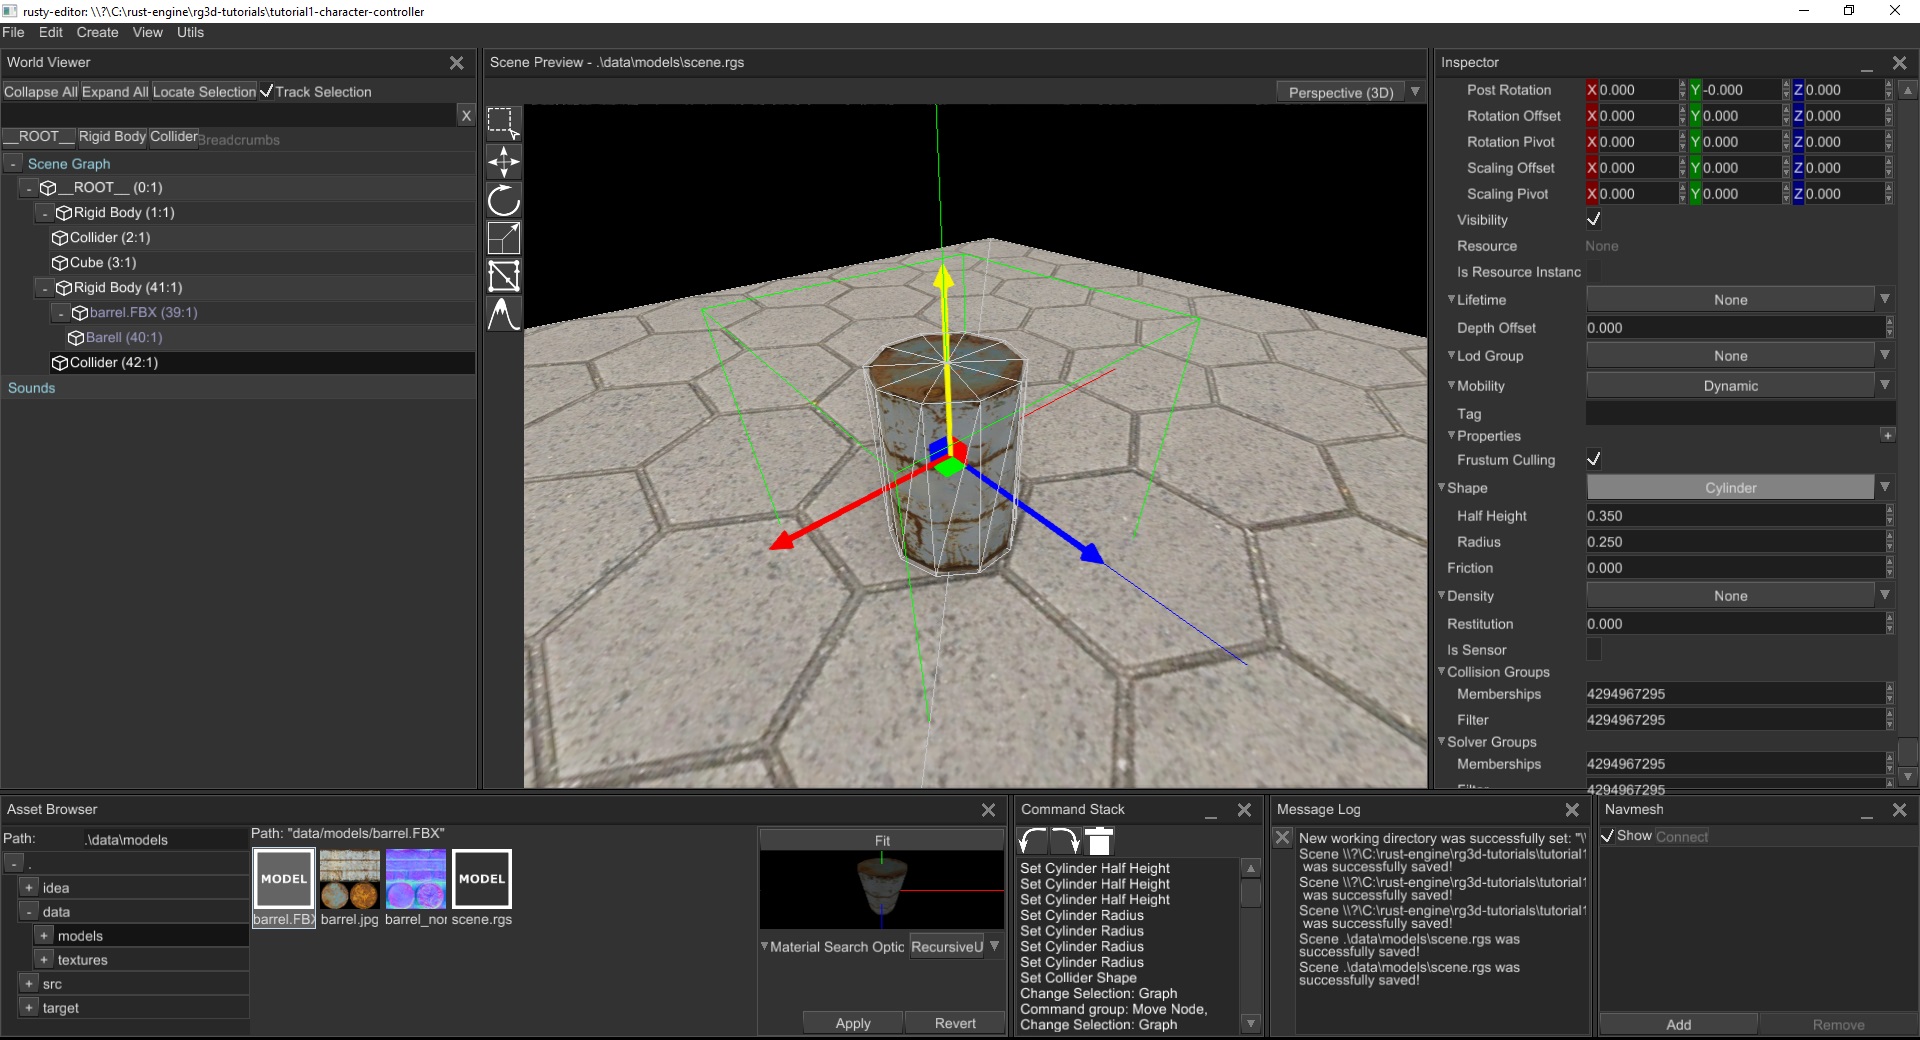 rusty-editor: \\?\C:\rust-engine\rg3d-tutorials\tutorial1-character-controller
File Edit Create View Utils
World Viewer
Collapse All Expand All Locate Selection Track Selection
X
__ROOT__ Rigid Body Collider Breadcrumbs
- Scene Graph
- __ROOT__ (0:1)
- Rigid Body (1:1)
Collider (2:1)
Cube (3:1)
- Rigid Body (41:1)
- barrel.FBX (39:1)
Barell (40:1)
Collider (42:1)
Sounds
Scene Preview - .\data\models\scene.rgs
Perspective (3D)
Inspector
Post Rotation X 0.000 Y -0.000 Z 0.000
Rotation Offset X 0.000 Y 0.000 Z 0.000
Rotation Pivot X 0.000 Y 0.000 Z 0.000
Scaling Offset X 0.000 Y 0.000 Z 0.000
Scaling Pivot X 0.000 Y 0.000 Z 0.000
Visibility
Resource None
Is Resource Instanc
Lifetime None
Depth Offset 0.000
Lod Group None
Mobility Dynamic
Tag
Properties +
Frustum Culling
Shape Cylinder
Half Height 0.350
Radius 0.250
Friction 0.000
Density None
Restitution 0.000
Is Sensor
Collision Groups
Memberships 4294967295
Filter 4294967295
Solver Groups
Memberships 4294967295
Filter 4294967295
Asset Browser
Path: .\data\models
- .
+ idea
- data
+ models
+ textures
+ src
+ target
Path: "data/models/barrel.FBX"
MODEL MODEL
barrel.FBX barrel.jpg barrel_nor scene.rgs
Fit
Material Search Optic RecursiveU
Apply Revert
Command Stack
Set Cylinder Half Height
Set Cylinder Half Height
Set Cylinder Half Height
Set Cylinder Radius
Set Cylinder Radius
Set Cylinder Radius
Set Cylinder Radius
Set Collider Shape
Change Selection: Graph
Command group: Move Node,
Change Selection: Graph
Message Log
New working directory was successfully set: "\\
Scene \\?\C:\rust-engine\rg3d-tutorials\tutorial1
was successfully saved!
Scene \\?\C:\rust-engine\rg3d-tutorials\tutorial1
was successfully saved!
Scene \\?\C:\rust-engine\rg3d-tutorials\tutorial1
was successfully saved!
Scene .\data\models\scene.rgs was
successfully saved!
Scene .\data\models\scene.rgs was
successfully saved!
Navmesh
Show Connect
Add Remove